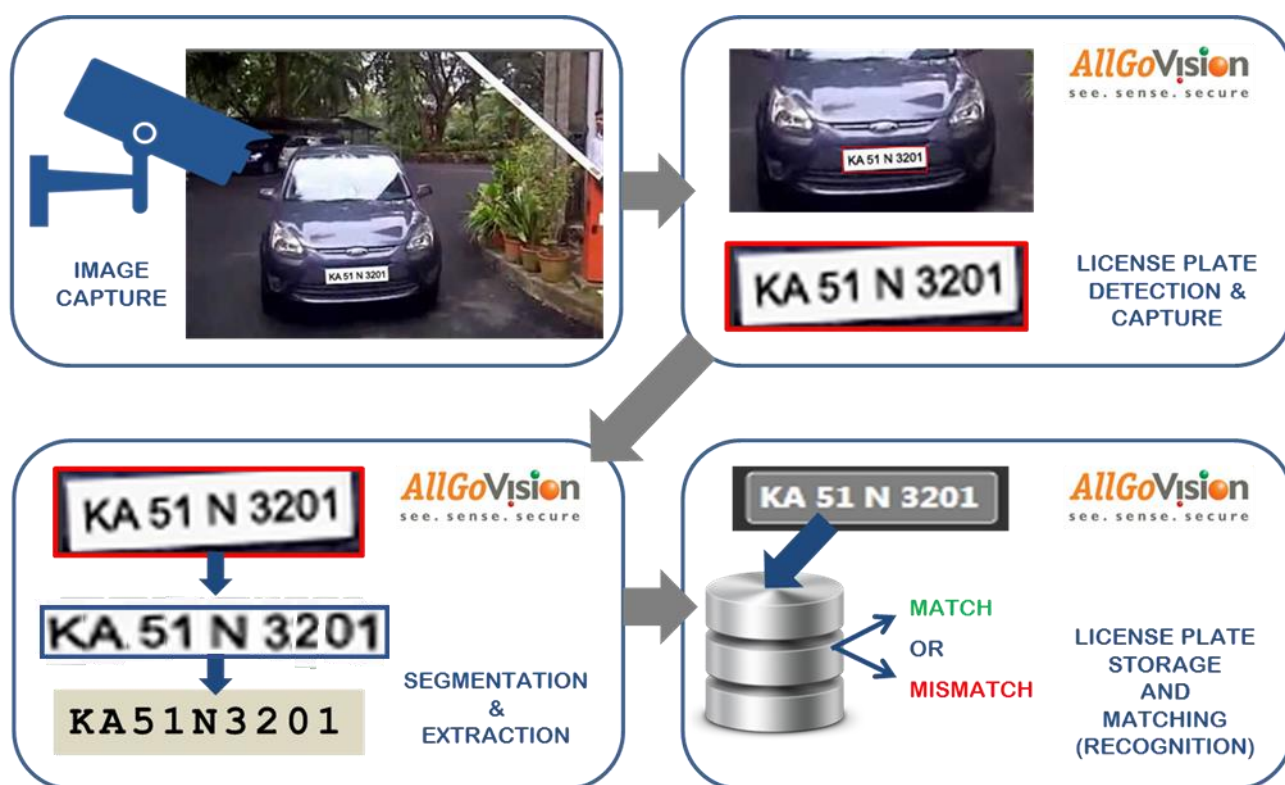 KA 51 N 3201
IMAGE
CAPTURE
AllGoVision
see. sense. secure
KA 51 N 3201
KA 51 N 3201
LICENSE PLATE
DETECTION &
CAPTURE
KA 51 N 3201
AllGoVision
see. sense. secure
KA 51 N 3201
KA51N3201
SEGMENTATION
&
EXTRACTION
KA 51 N 3201
AllGoVision
see. sense. secure
MATCH
OR
MISMATCH
LICENSE PLATE
STORAGE
AND
MATCHING
(RECOGNITION)